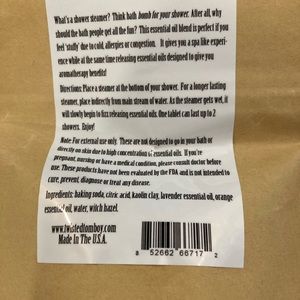 What's a shower steamer? Think bath bomb for your shower. After all, why
should the bath people get all the fun? This essential oil blend is perfect if you
feel 'stuffy' due to cold, allergies or congestion. It gives you a spa like exper-
ience while at the same time releasing essential oils designed to give you
aromatherapy benefits!
Directions: Place a steamer at the bottom of your shower. For a longer lasting
steamer, place indirectly from main stream of water. As the steamer gets wet, it
will slowly begin to fizz releasing essential oils. One tablet can last up to
2 showers. Enjoy!
Note: For external use only. These are not designed to go in your bath or
directly on skin due to high concentration of essential oils. If you're
pregnant, nursing or have a medical condition, please consult doctor before
use. These products have not been evaluated by the FDA and is not intended to
cure, prevent, diagnose or treat any disease.
Ingredients: baking soda, citric acid, kaolin clay, lavender essential oil, orange
essential oil, water, witch hazel.
www.twistedtomboy.com
Made In The U.S.A.
8 52662 66717 2